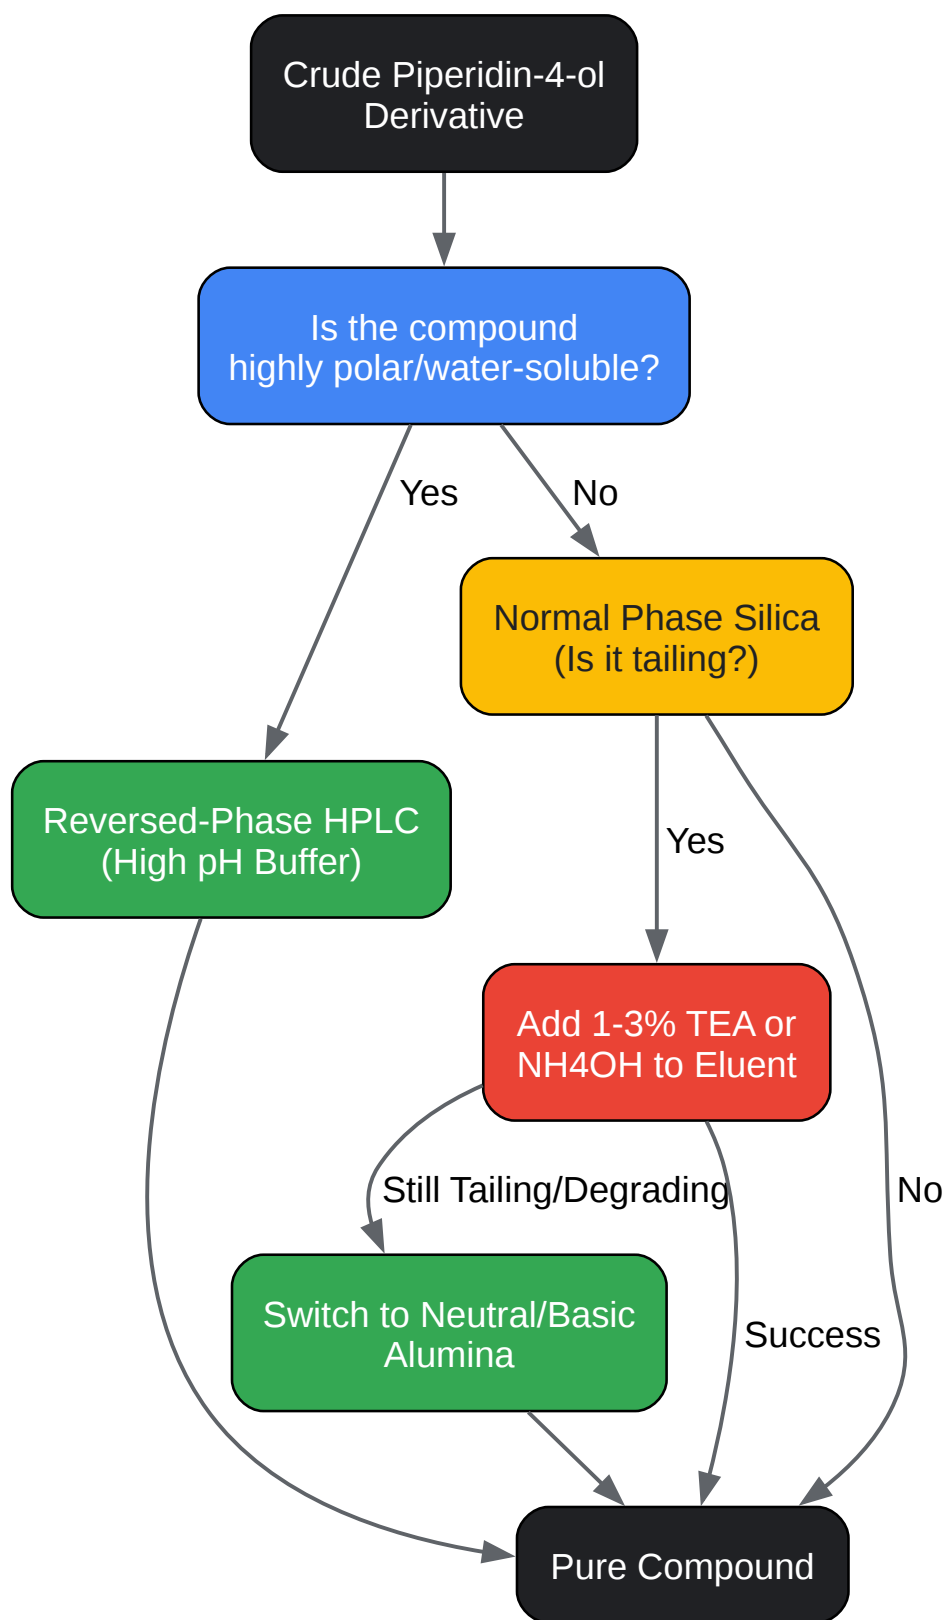 Crude Piperidin-4-ol
Derivative
Is the compound
highly polar/water-soluble?
Yes
No
Normal Phase Silica
(Is it tailing?)
Reversed-Phase HPLC
(High pH Buffer)
Yes
Add 1-3% TEA or
NH4OH to Eluent
Still Tailing/Degrading
No
Switch to Neutral/Basic
Alumina
Success
Pure Compound